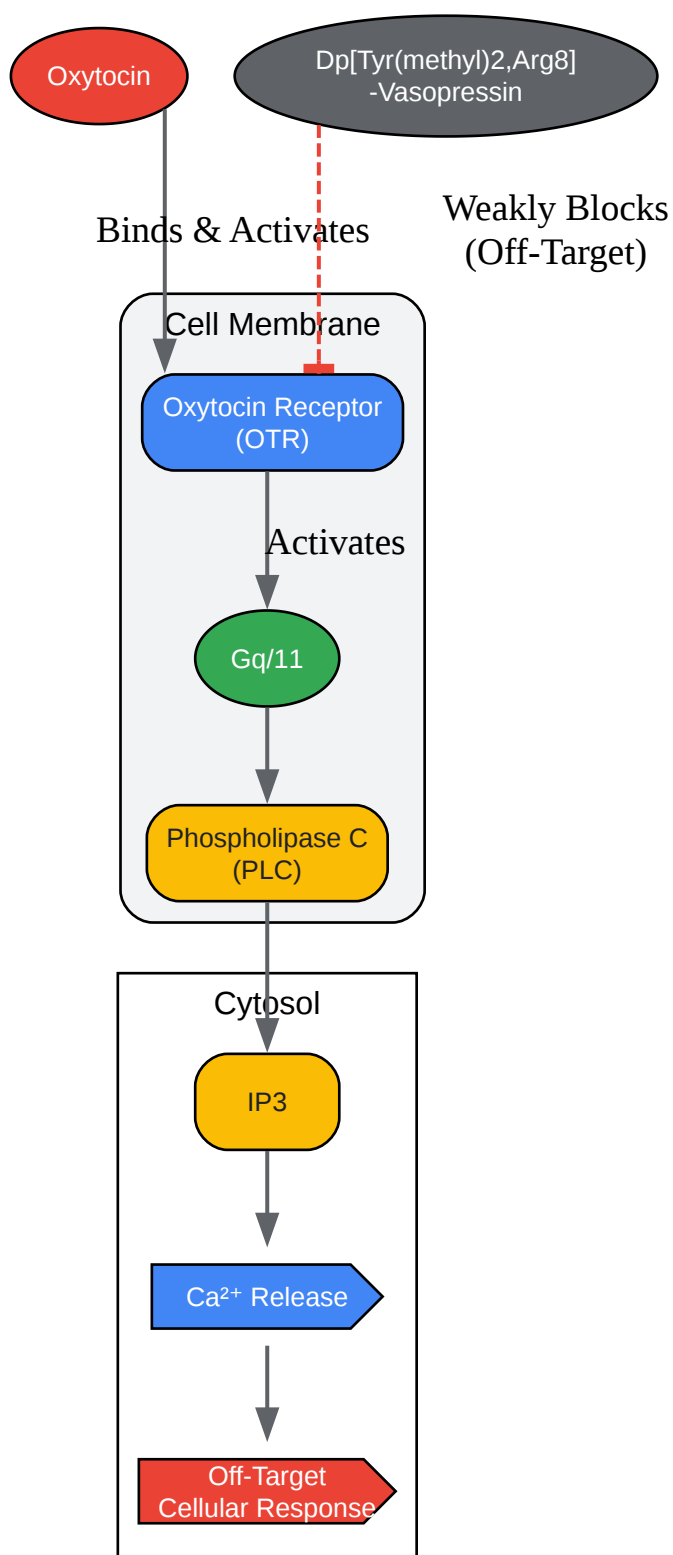 Oxytocin
Dp[Tyr(methyl)2,Arg8]
-Vasopressin
Binds & Activates
Weakly Blocks
(Off-Target)
Cell Membrane
Oxytocin Receptor
(OTR)
Activates
Gq/11
Phospholipase C
(PLC)
Cytosol
IP3
Ca²⁺ Release
Off-Target
Cellular Response